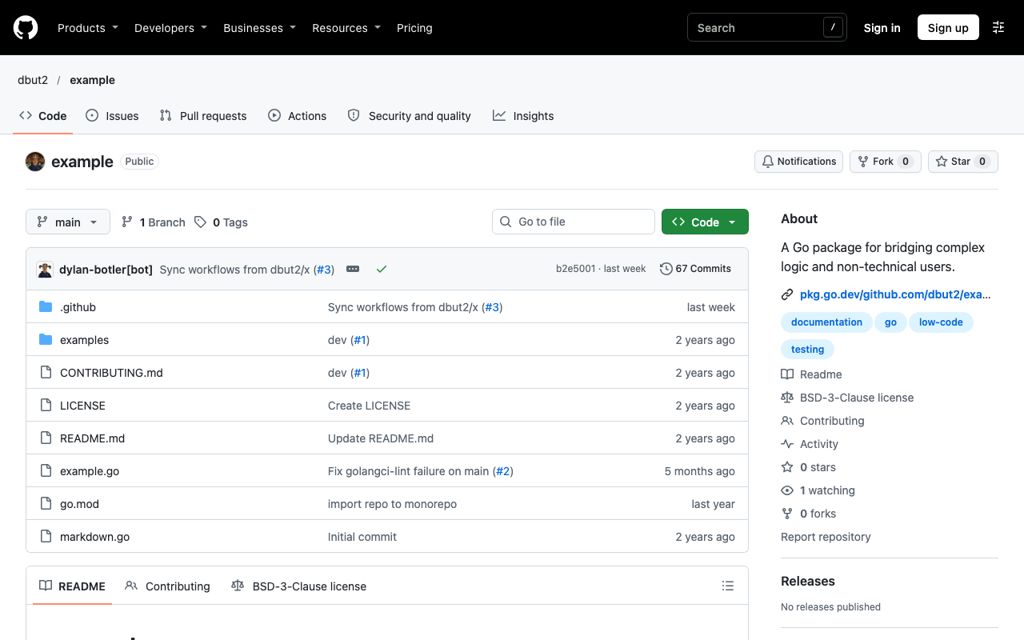 Products Developers Businesses Resources Pricing Search / Sign in Sign up
dbut2 / example
Code Issues Pull requests Actions Security and quality Insights
example Public Notifications Fork 0 Star 0
main 1 Branch 0 Tags Go to file Code
dylan-botler[bot] Sync workflows from dbut2/x (#3) b2e5001 · last week 67 Commits
.github Sync workflows from dbut2/x (#3) last week
examples dev (#1) 2 years ago
CONTRIBUTING.md dev (#1) 2 years ago
LICENSE Create LICENSE 2 years ago
README.md Update README.md 2 years ago
example.go Fix golangci-lint failure on main (#2) 5 months ago
go.mod import repo to monorepo last year
markdown.go Initial commit 2 years ago
README Contributing BSD-3-Clause license
About
A Go package for bridging complex
logic and non-technical users.
pkg.go.dev/github.com/dbut2/exa...
documentation go low-code
testing
Readme
BSD-3-Clause license
Contributing
Activity
0 stars
1 watching
0 forks
Report repository
Releases
No releases published